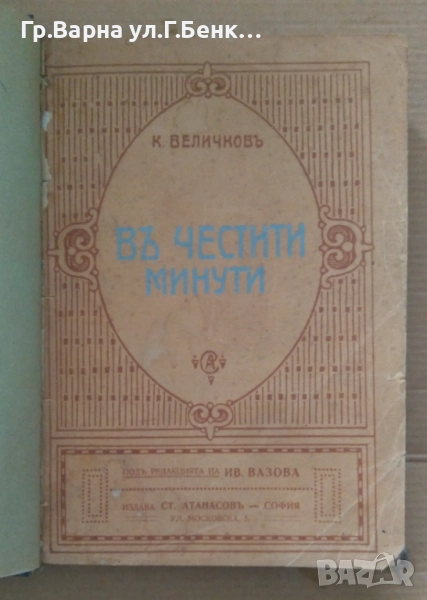 Гр.Варна ул.Г.Бенк...
К. ВЕЛИЧКОВЪ
ВЪ ЧЕСТИТИ
МИНУТИ
ПОДЪ РЕДАКЦИЯТА НА ИВ. ВАЗОВА
ИЗДАВА СТ. АТАНАСОВЪ — СОФИЯ
УЛ. МОСКОВСКА, 5.
BAZAR